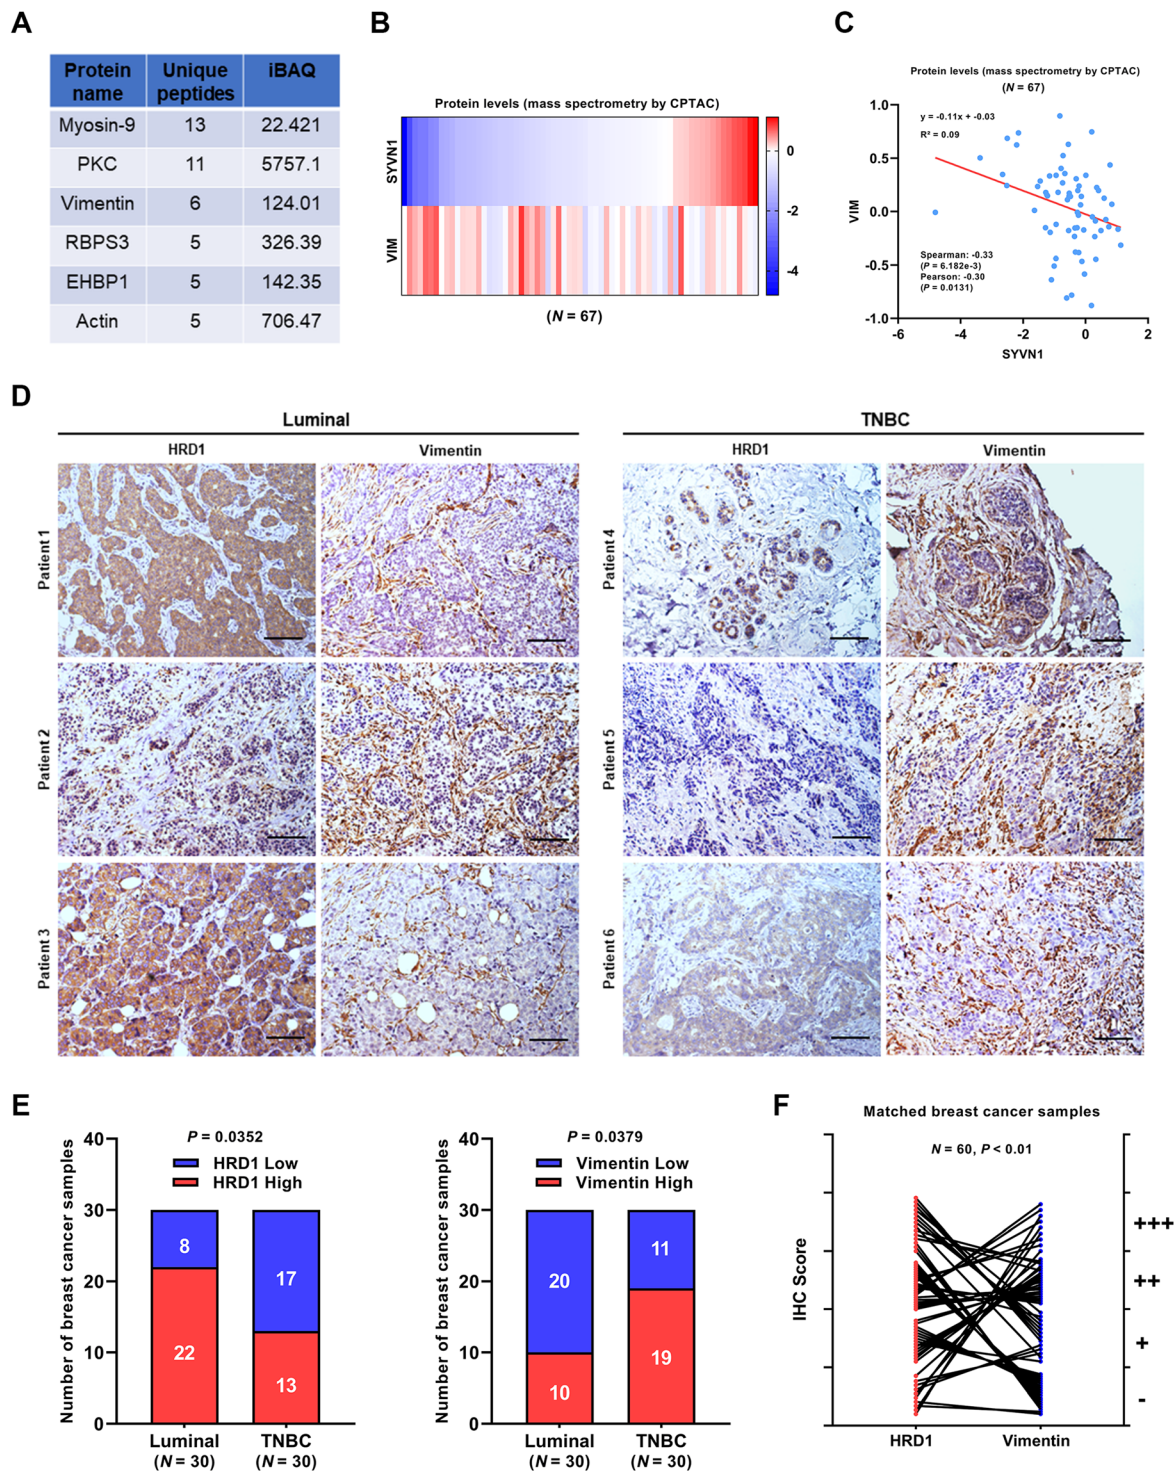 A
Protein name Unique peptides iBAQ
Myosin-9 13 22.421
PKC 11 5757.1
Vimentin 6 124.01
RBPS3 5 326.39
EHBP1 5 142.35
Actin 5 706.47
B
Protein levels (mass spectrometry by CPTAC)
SYVN1
VIM
0
-2
-4
(N = 67)
C
Protein levels (mass spectrometry by CPTAC)
(N = 67)
y = -0.11x + -0.03
R² = 0.09
Spearman: -0.33
(P = 6.182e-3)
Pearson: -0.30
(P = 0.0131)
VIM
1.0
0.5
0.0
-0.5
-1.0
-6 -4 -2 0 2
SYVN1
D
Luminal
HRD1 Vimentin
TNBC
HRD1 Vimentin
Patient 1
Patient 2
Patient 3
Patient 4
Patient 5
Patient 6
E
Number of breast cancer samples
P = 0.0352
HRD1 Low
HRD1 High
40
30
20
10
0
8
22
17
13
Luminal
(N = 30)
TNBC
(N = 30)
Number of breast cancer samples
P = 0.0379
Vimentin Low
Vimentin High
40
30
20
10
0
20
10
11
19
Luminal
(N = 30)
TNBC
(N = 30)
F
Matched breast cancer samples
N = 60, P < 0.01
IHC Score
+++
++
+
-
HRD1 Vimentin